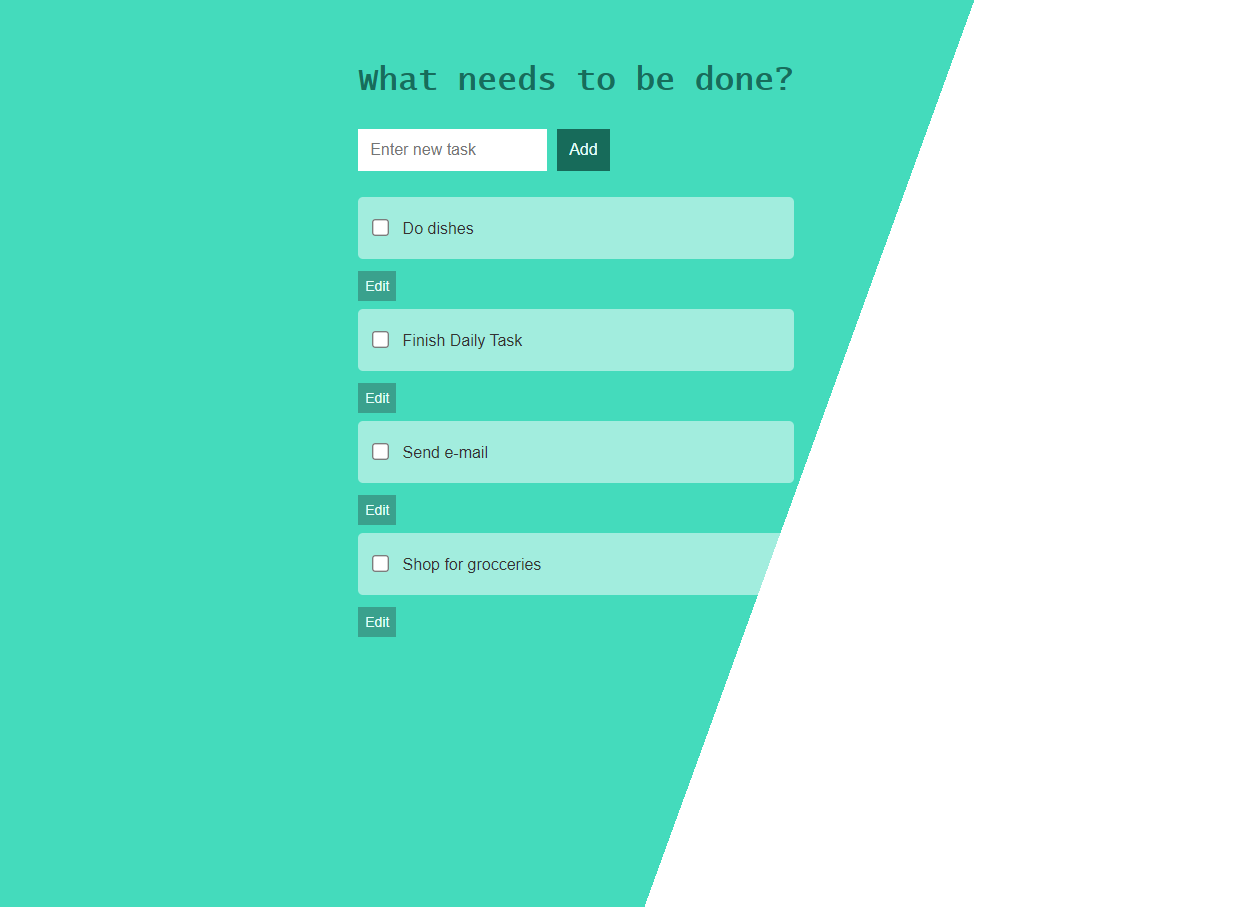 What needs to be done?
Enter new task Add
Do dishes
Edit
Finish Daily Task
Edit
Send e-mail
Edit
Shop for grocceries
Edit